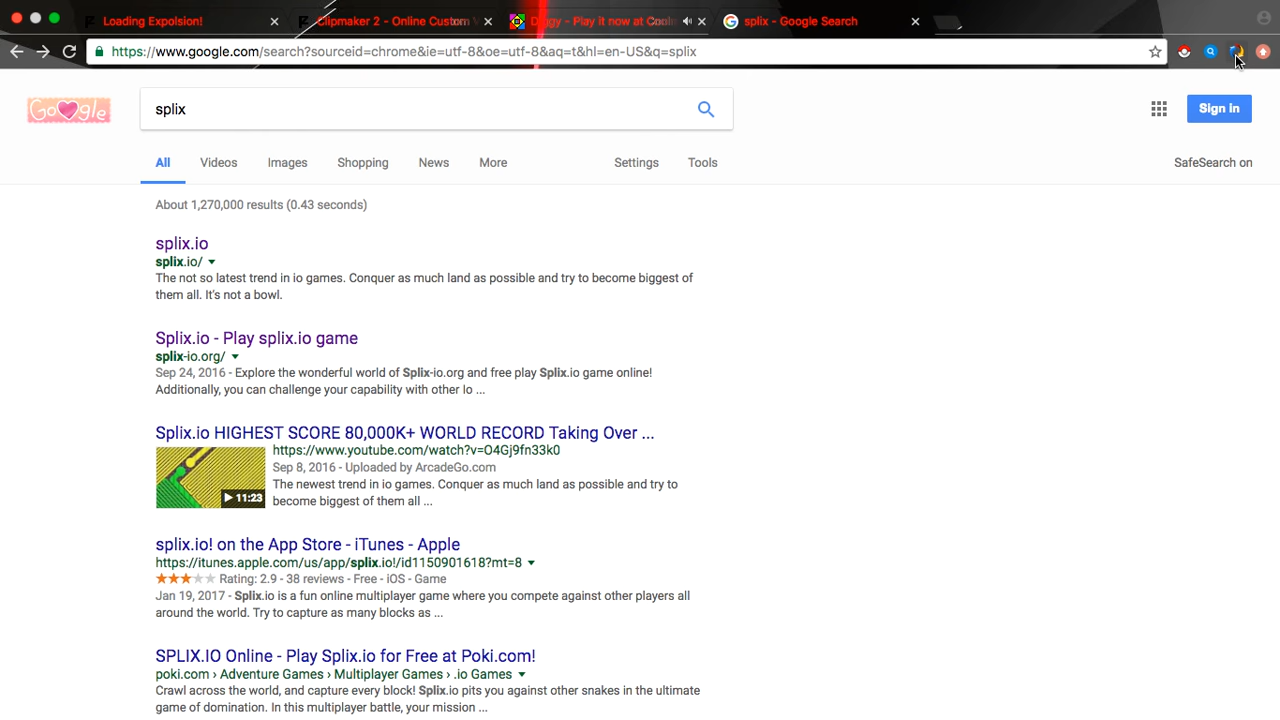 Loading Expolsion!
Clipmaker 2 - Online Custom
Diggy - Play it now at Coolm
splix - Google Search
https://www.google.com/search?sourceid=chrome&ie=utf-8&oe=utf-8&aq=t&hl=en-US&q=splix
Google
splix
Sign in
All
Videos
Images
Shopping
News
More
Settings
Tools
SafeSearch on
About 1,270,000 results (0.43 seconds)
splix.io
splix.io/
The not so latest trend in io games. Conquer as much land as possible and try to become biggest of
them all. It's not a bowl.
Splix.io - Play splix.io game
splix-io.org/
Sep 24, 2016 - Explore the wonderful world of Splix-io.org and free play Splix.io game online!
Additionally, you can challenge your capability with other lo ...
Splix.io HIGHEST SCORE 80,000K+ WORLD RECORD Taking Over ...
https://www.youtube.com/watch?v=O4Gj9fn33k0
Sep 8, 2016 - Uploaded by ArcadeGo.com
The newest trend in io games. Conquer as much land as possible and try to
become biggest of them all ...
11:23
splix.io! on the App Store - iTunes - Apple
https://itunes.apple.com/us/app/splix.io!/id1150901618?mt=8
Rating: 2.9 - 38 reviews - Free - iOS - Game
Jan 19, 2017 - Splix.io is a fun online multiplayer game where you compete against other players all
around the world. Try to capture as many blocks as ...
SPLIX.IO Online - Play Splix.io for Free at Poki.com!
poki.com › Adventure Games › Multiplayer Games › .io Games
Crawl across the world, and capture every block! Splix.io pits you against other snakes in the ultimate
game of domination. In this multiplayer battle, your mission ...